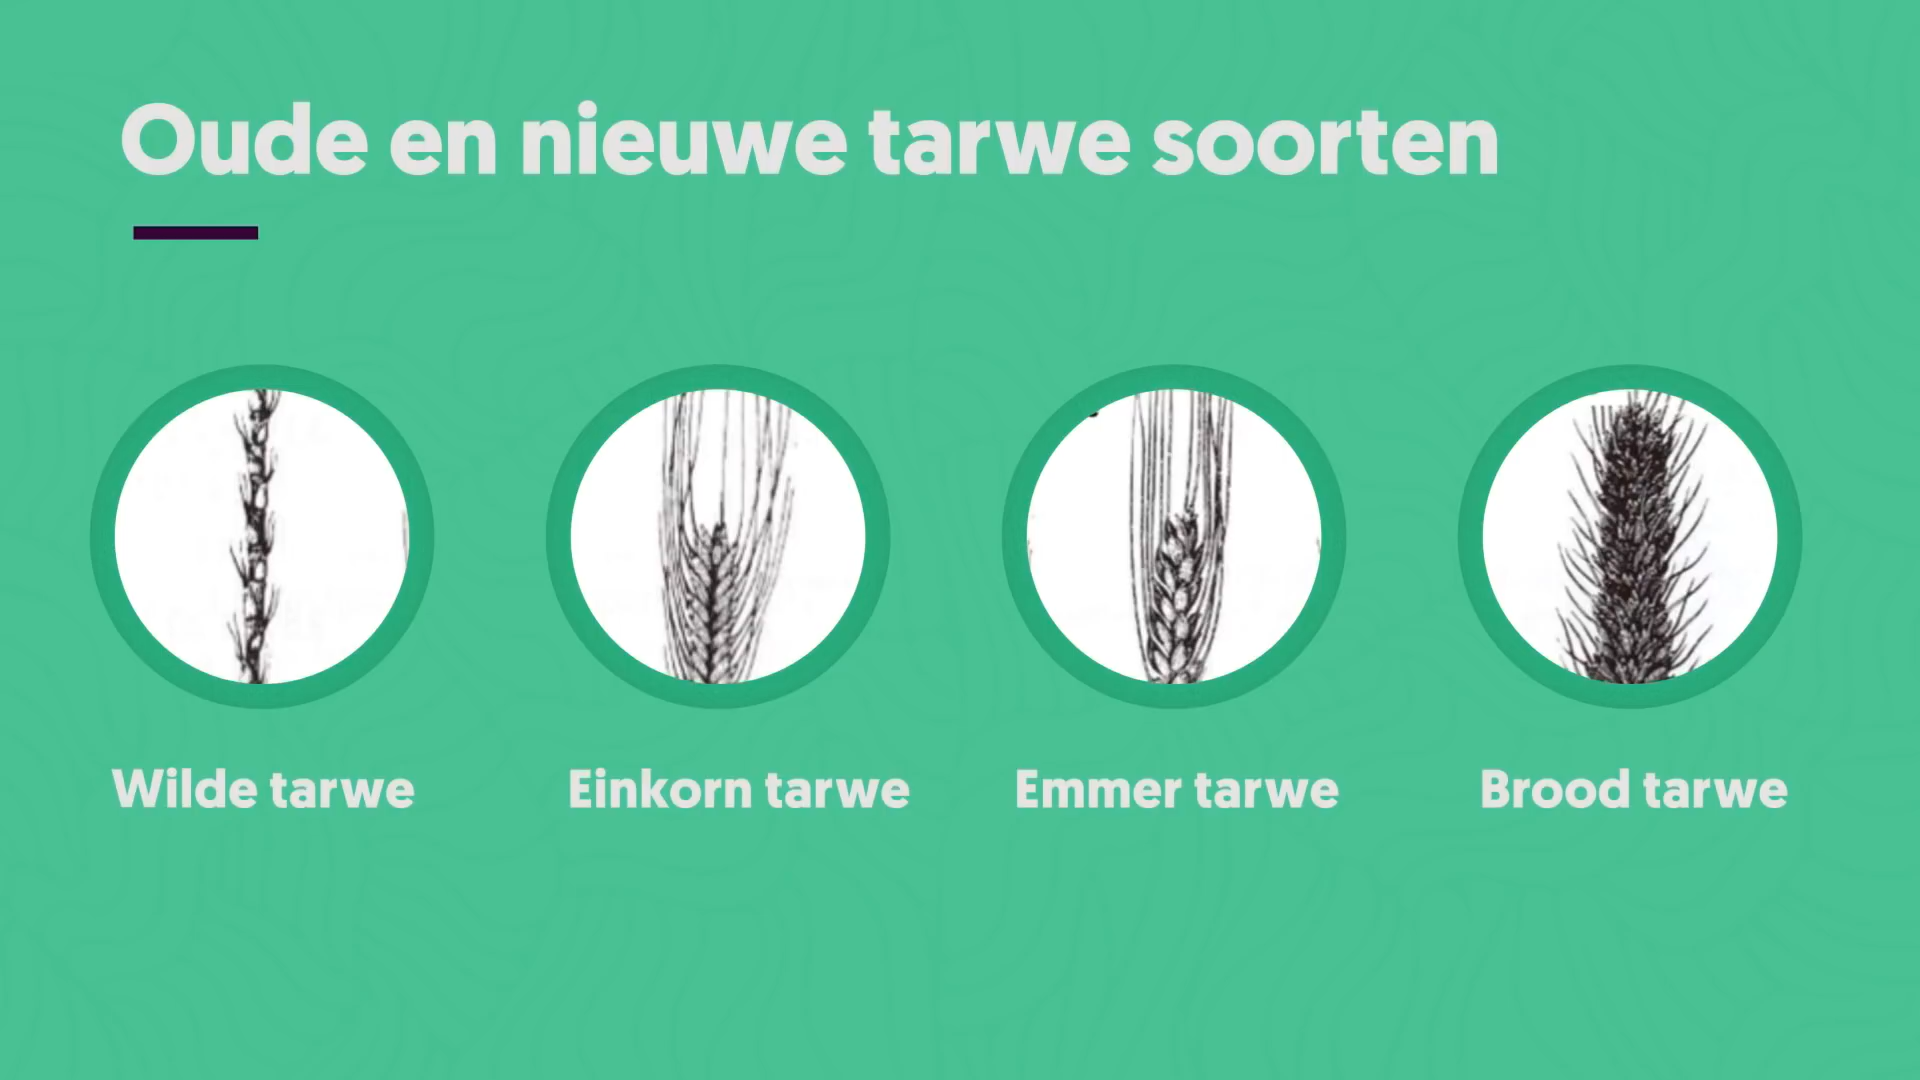 Oude en nieuwe tarwe soorten
Wilde tarwe
Einkorn tarwe
Emmer tarwe
Brood tarwe